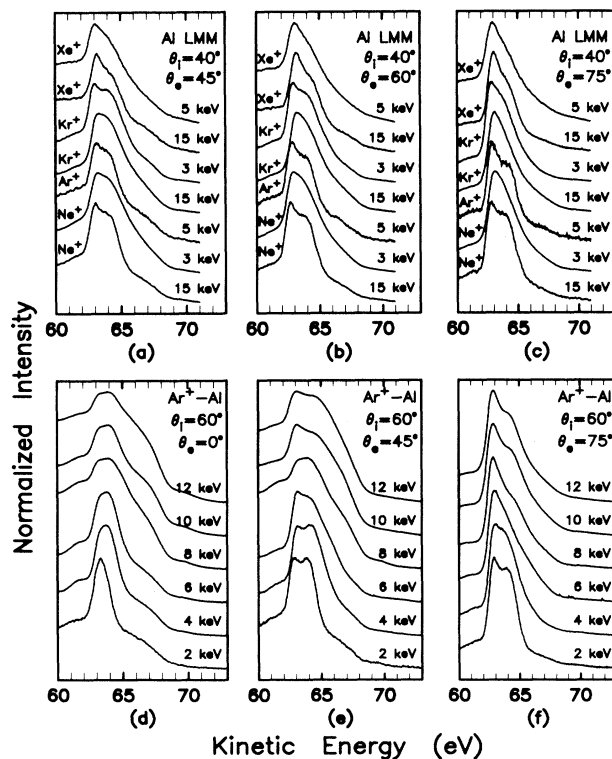 Al LMM
θi=40°
θe=45°
Xe+
5 keV
Xe+
15 keV
Kr+
3 keV
Kr+
15 keV
Ar+
5 keV
Ne+
3 keV
Ne+
15 keV
60 65 70
(a)
Al LMM
θi=40°
θe=60°
Xe+
5 keV
Xe+
15 keV
Kr+
3 keV
Kr+
15 keV
Ar+
5 keV
Ne+
3 keV
Ne+
15 keV
60 65 70
(b)
Al LMM
θi=40°
θe=75°
Xe+
5 keV
Xe+
15 keV
Kr+
3 keV
Kr+
15 keV
Ar+
5 keV
Ne+
3 keV
Ne+
15 keV
60 65 70
(c)
Normalized Intensity
Ar+-Al
θi=60°
θe=0°
12 keV
10 keV
8 keV
6 keV
4 keV
2 keV
60 65 70
(d)
Ar+-Al
θi=60°
θe=45°
12 keV
10 keV
8 keV
6 keV
4 keV
2 keV
60 65 70
(e)
Ar+-Al
θi=60°
θe=75°
12 keV
10 keV
8 keV
6 keV
4 keV
2 keV
60 65 70
(f)
Kinetic Energy (eV)